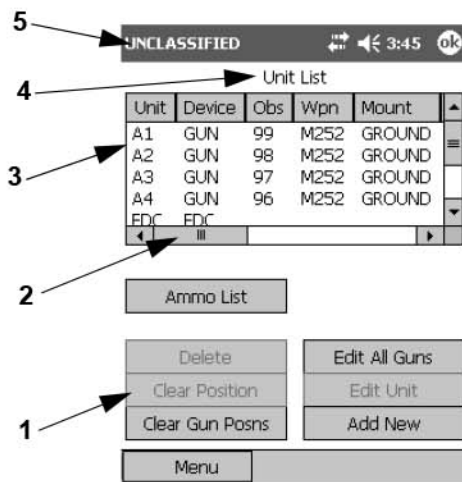 5
UNCLASSIFIED 3:45 ok
4
Unit List
Unit Device Obs Wpn Mount
A1 GUN 99 M252 GROUND
3
A2 GUN 98 M252 GROUND
A3 GUN 97 M252 GROUND
A4 GUN 96 M252 GROUND
FDC FDC
2
Ammo List
Delete Edit All Guns
1
Clear Position Edit Unit
Clear Gun Posns Add New
Menu